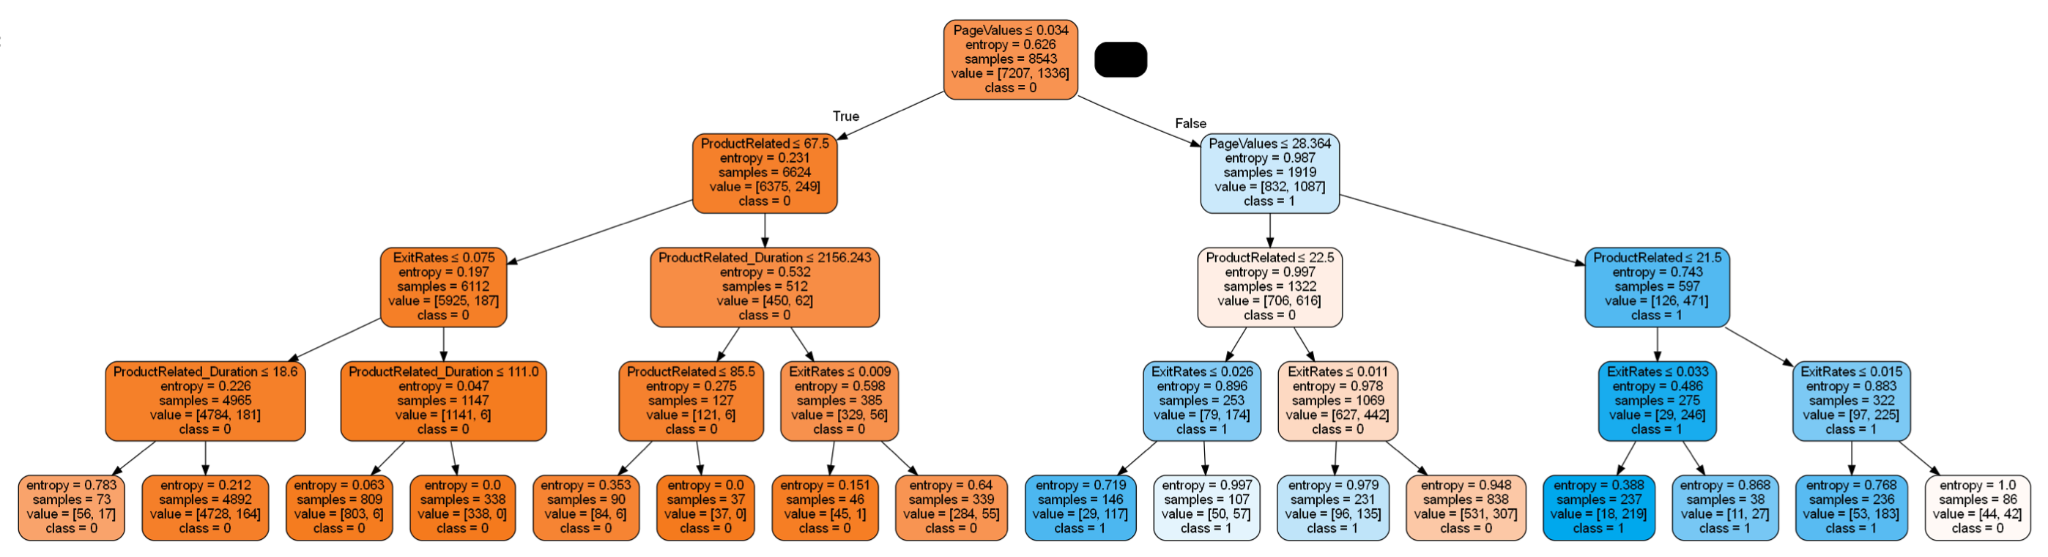 PageValues ≤ 0.034
entropy = 0.626
samples = 8543
value = [7207, 1336]
class = 0
True
False
ProductRelated ≤ 67.5
entropy = 0.231
samples = 6624
value = [6375, 249]
class = 0
PageValues ≤ 28.364
entropy = 0.987
samples = 1919
value = [832, 1087]
class = 1
ExitRates ≤ 0.075
entropy = 0.197
samples = 6112
value = [5925, 187]
class = 0
ProductRelated_Duration ≤ 2156.243
entropy = 0.532
samples = 512
value = [450, 62]
class = 0
ProductRelated ≤ 22.5
entropy = 0.997
samples = 1322
value = [706, 616]
class = 0
ProductRelated ≤ 21.5
entropy = 0.743
samples = 597
value = [126, 471]
class = 1
ProductRelated_Duration ≤ 18.6
entropy = 0.226
samples = 4965
value = [4784, 181]
class = 0
ProductRelated_Duration ≤ 111.0
entropy = 0.047
samples = 1147
value = [1141, 6]
class = 0
ProductRelated ≤ 85.5
entropy = 0.275
samples = 127
value = [121, 6]
class = 0
ExitRates ≤ 0.009
entropy = 0.598
samples = 385
value = [329, 56]
class = 0
ExitRates ≤ 0.026
entropy = 0.896
samples = 253
value = [79, 174]
class = 1
ExitRates ≤ 0.011
entropy = 0.978
samples = 1069
value = [627, 442]
class = 0
ExitRates ≤ 0.033
entropy = 0.486
samples = 275
value = [29, 246]
class = 1
ExitRates ≤ 0.015
entropy = 0.883
samples = 322
value = [97, 225]
class = 1
entropy = 0.783
samples = 73
value = [56, 17]
class = 0
entropy = 0.212
samples = 4892
value = [4728, 164]
class = 0
entropy = 0.063
samples = 809
value = [803, 6]
class = 0
entropy = 0.0
samples = 338
value = [338, 0]
class = 0
entropy = 0.353
samples = 90
value = [84, 6]
class = 0
entropy = 0.0
samples = 37
value = [37, 0]
class = 0
entropy = 0.151
samples = 46
value = [45, 1]
class = 0
entropy = 0.64
samples = 339
value = [284, 55]
class = 0
entropy = 0.719
samples = 146
value = [29, 117]
class = 1
entropy = 0.997
samples = 107
value = [50, 57]
class = 1
entropy = 0.979
samples = 231
value = [96, 135]
class = 1
entropy = 0.948
samples = 838
value = [531, 307]
class = 0
entropy = 0.388
samples = 237
value = [18, 219]
class = 1
entropy = 0.868
samples = 38
value = [11, 27]
class = 1
entropy = 0.768
samples = 236
value = [53, 183]
class = 1
entropy = 1.0
samples = 86
value = [44, 42]
class = 0